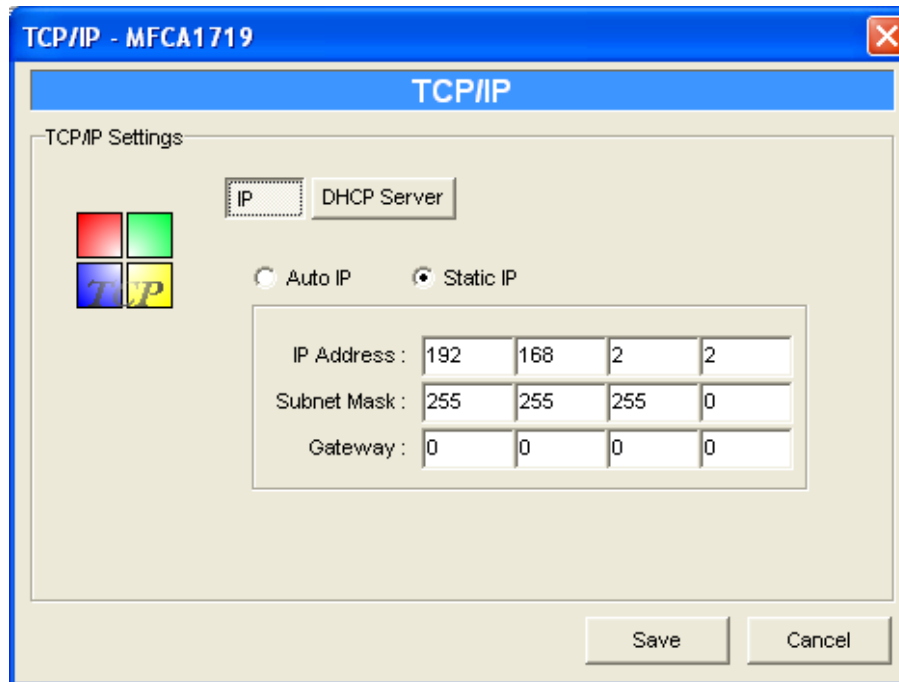 TCP/IP - MFCA1719
TCP/IP
TCP/IP Settings
IP DHCP Server
TCP
Auto IP Static IP
IP Address : 192 168 2 2
Subnet Mask : 255 255 255 0
Gateway : 0 0 0 0
Save Cancel